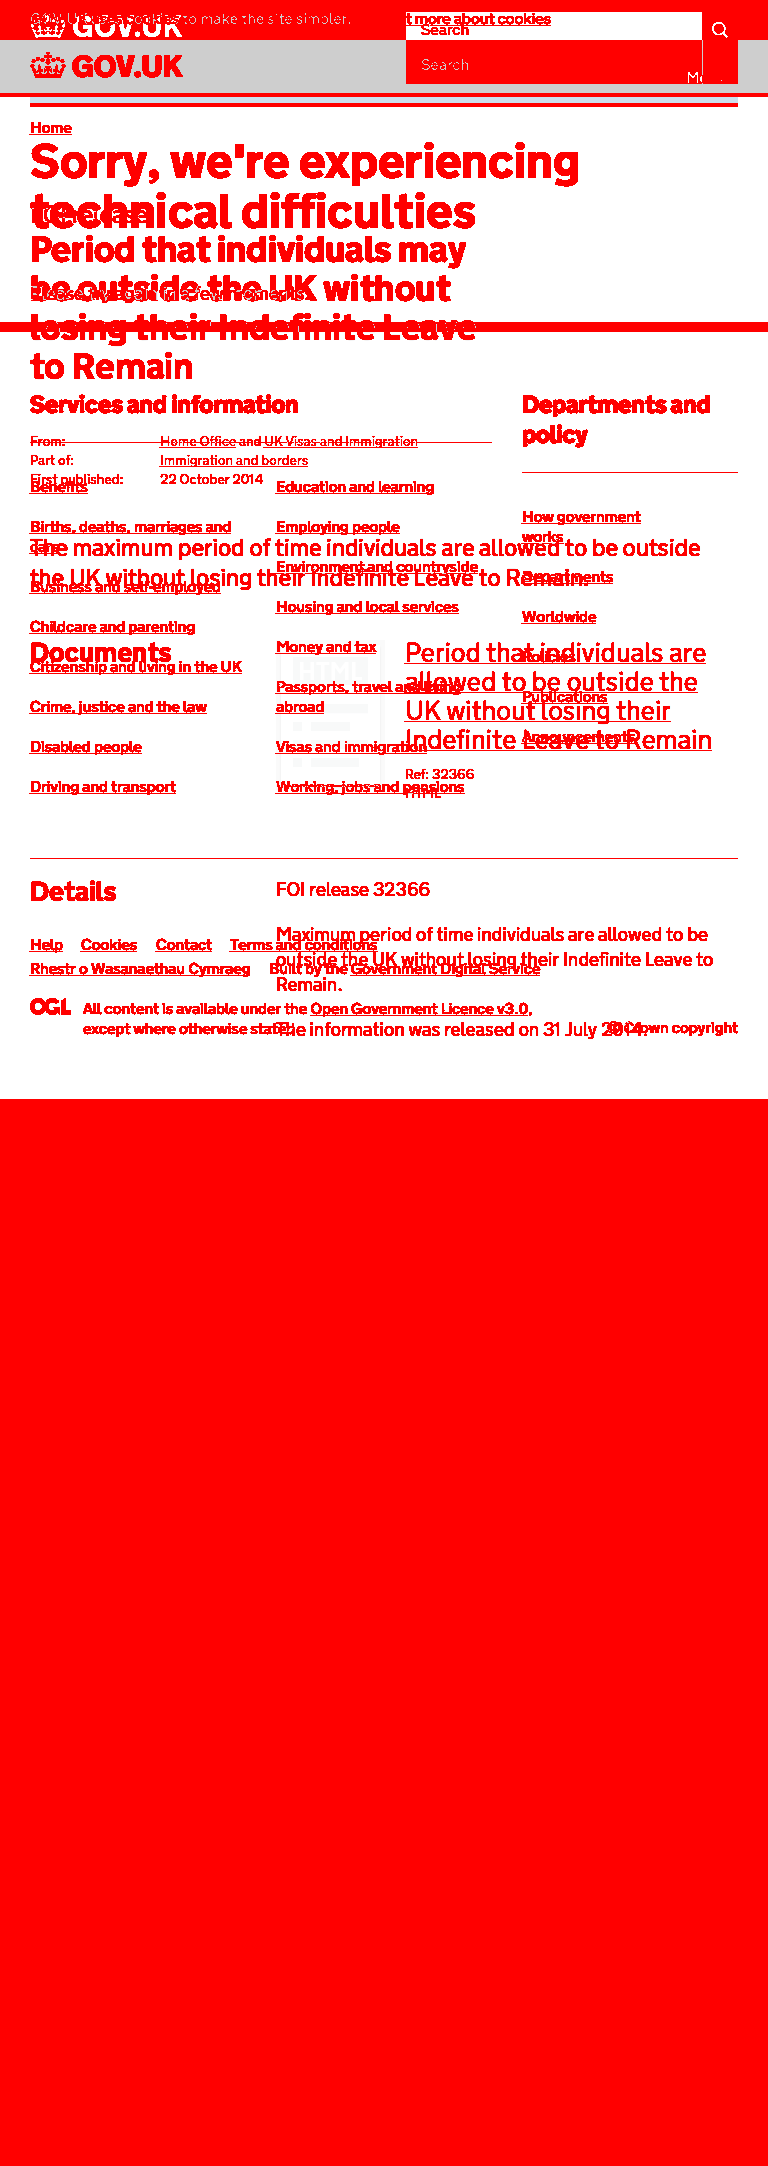 GOV.UK uses cookies to make the site simpler. t more about cookies
GOV.UK
Search
GOV.UK
Search
Home
Sorry, we're experiencing
technical difficulties
FOI release
Period that individuals may
be outside the UK without
Please try again in a few moments.
losing their Indefinite Leave
to Remain
Services and information
Departments and
policy
From: Home Office and UK Visas and Immigration
Part of: Immigration and borders
First published: 22 October 2014
Benefits
Education and learning
How government
works
Births, deaths, marriages and
care
Employing people
The maximum period of time individuals are allowed to be outside
the UK without losing their Indefinite Leave to Remain.
Environment and countryside
Departments
Business and self-employed
Housing and local services
Worldwide
Childcare and parenting
Documents
Money and tax
Period that individuals are
allowed to be outside the
UK without losing their
Indefinite Leave to Remain
Policies
Citizenship and living in the UK
HTML
Passports, travel and living
abroad
Publications
Crime, justice and the law
Announcements
Disabled people
Visas and immigration
Ref: 32366
HTML
Driving and transport
Working, jobs and pensions
Details
FOI release 32366
Maximum period of time individuals are allowed to be
outside the UK without losing their Indefinite Leave to
Remain.
Help Cookies Contact Terms and conditions
Rhestr o Wasanaethau Cymraeg Built by the Government Digital Service
OGL
All content is available under the Open Government Licence v3.0,
except where otherwise stated
The information was released on 31 July 2014.
© Crown copyright